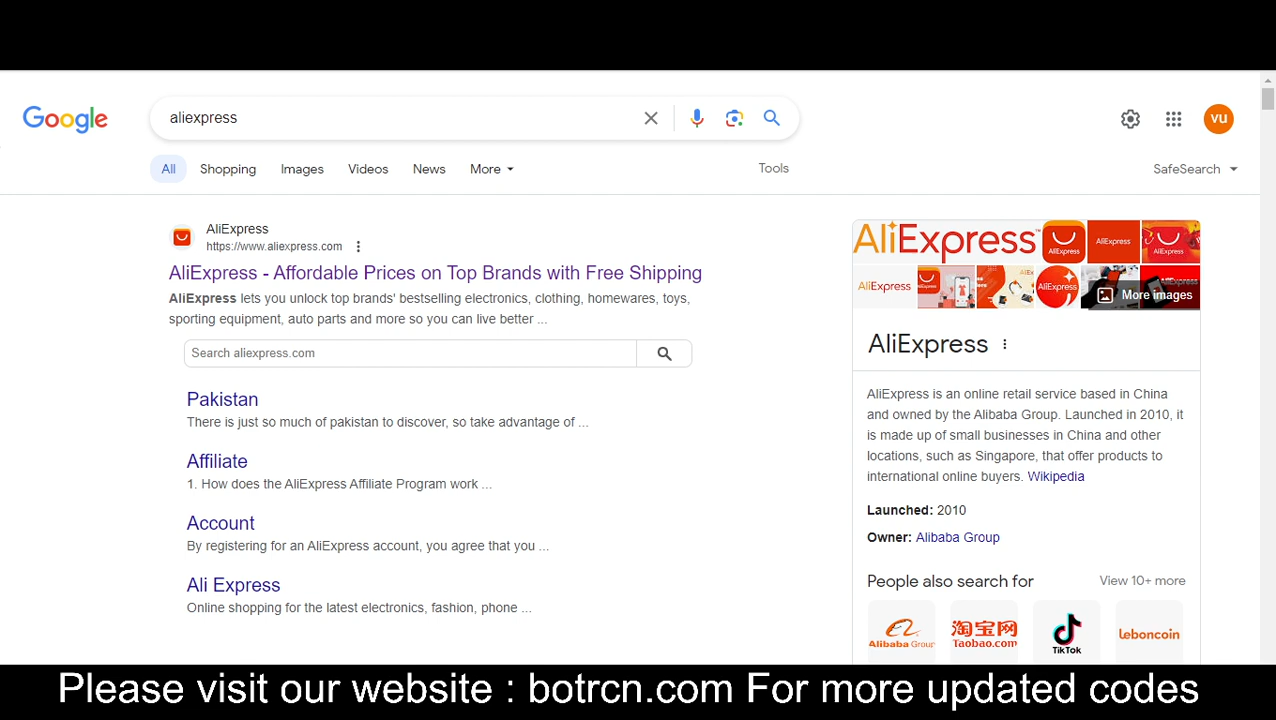 Google
aliexpress
VU
All Shopping Images Videos News More Tools SafeSearch
AliExpress
https://www.aliexpress.com
AliExpress - Affordable Prices on Top Brands with Free Shipping
AliExpress lets you unlock top brands' bestselling electronics, clothing, homewares, toys,
sporting equipment, auto parts and more so you can live better ...
Search aliexpress.com
Pakistan
There is just so much of pakistan to discover, so take advantage of ...
Affiliate
1. How does the AliExpress Affiliate Program work ...
Account
By registering for an AliExpress account, you agree that you ...
Ali Express
Online shopping for the latest electronics, fashion, phone ...
AliExpress AliExpress AliExpress AliExpress
AliExpress AliExpress More images
AliExpress
AliExpress is an online retail service based in China
and owned by the Alibaba Group. Launched in 2010, it
is made up of small businesses in China and other
locations, such as Singapore, that offer products to
international online buyers. Wikipedia
Launched: 2010
Owner: Alibaba Group
People also search for View 10+ more
Alibaba Group
淘宝网
Taobao.com
TikTok
leboncoin
Please visit our website : botrcn.com For more updated codes